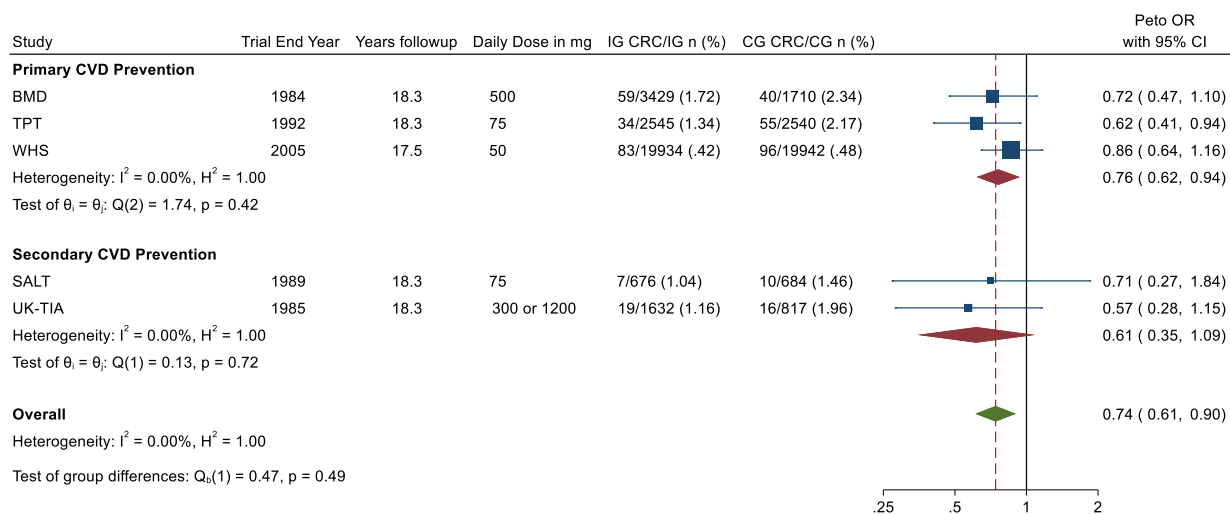 Peto OR
Study Trial End Year Years followup Daily Dose in mg IG CRC/IG n (%) CG CRC/CG n (%) with 95% CI
Primary CVD Prevention
BMD 1984 18.3 500 59/3429 (1.72) 40/1710 (2.34) 0.72 ( 0.47, 1.10)
TPT 1992 18.3 75 34/2545 (1.34) 55/2540 (2.17) 0.62 ( 0.41, 0.94)
WHS 2005 17.5 50 83/19934 (.42) 96/19942 (.48) 0.86 ( 0.64, 1.16)
Heterogeneity: I² = 0.00%, H² = 1.00 0.76 ( 0.62, 0.94)
Test of θᵢ = θⱼ: Q(2) = 1.74, p = 0.42
Secondary CVD Prevention
SALT 1989 18.3 75 7/676 (1.04) 10/684 (1.46) 0.71 ( 0.27, 1.84)
UK-TIA 1985 18.3 300 or 1200 19/1632 (1.16) 16/817 (1.96) 0.57 ( 0.28, 1.15)
Heterogeneity: I² = 0.00%, H² = 1.00 0.61 ( 0.35, 1.09)
Test of θᵢ = θⱼ: Q(1) = 0.13, p = 0.72
Overall 0.74 ( 0.61, 0.90)
Heterogeneity: I² = 0.00%, H² = 1.00
Test of group differences: Q_b(1) = 0.47, p = 0.49
.25 .5 1 2